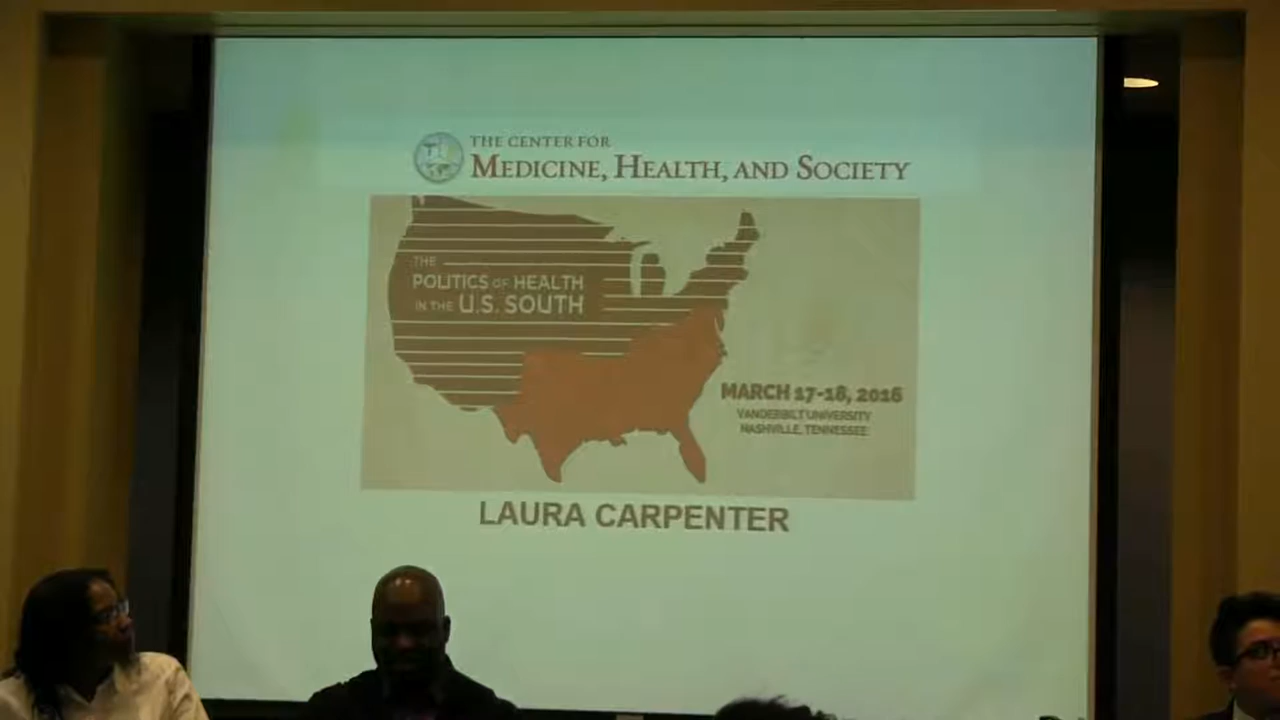 THE CENTER FOR
MEDICINE, HEALTH, AND SOCIETY
THE
POLITICS OF HEALTH
IN THE U.S. SOUTH
MARCH 17-18, 2016
VANDERBILT UNIVERSITY
NASHVILLE, TENNESSEE
LAURA CARPENTER